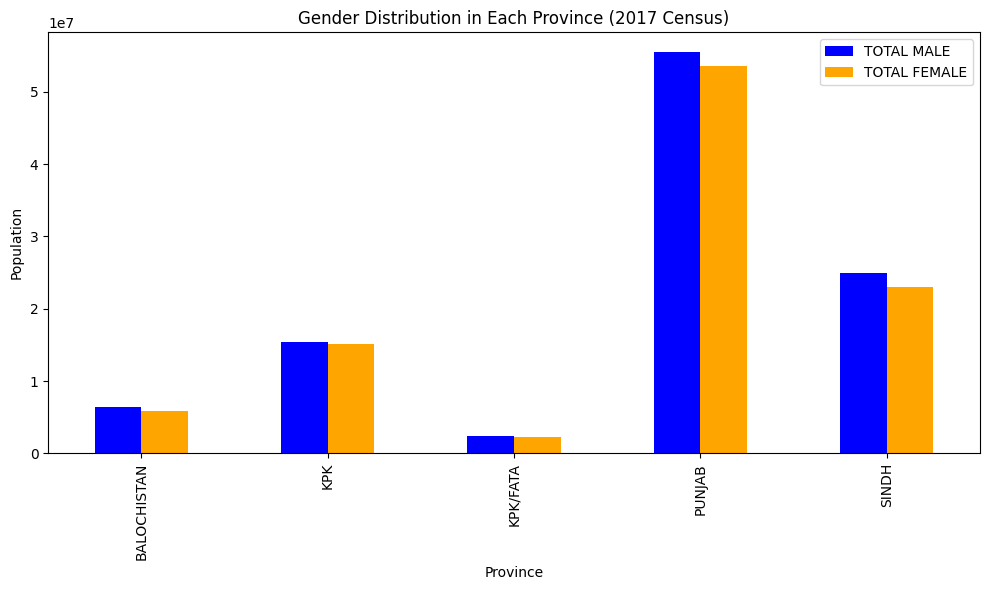 Gender Distribution in Each Province (2017 Census)
1e7
TOTAL MALE
TOTAL FEMALE
5
4
3
2
1
0
Population
BALOCHISTAN
KPK
KPK/FATA
PUNJAB
SINDH
Province